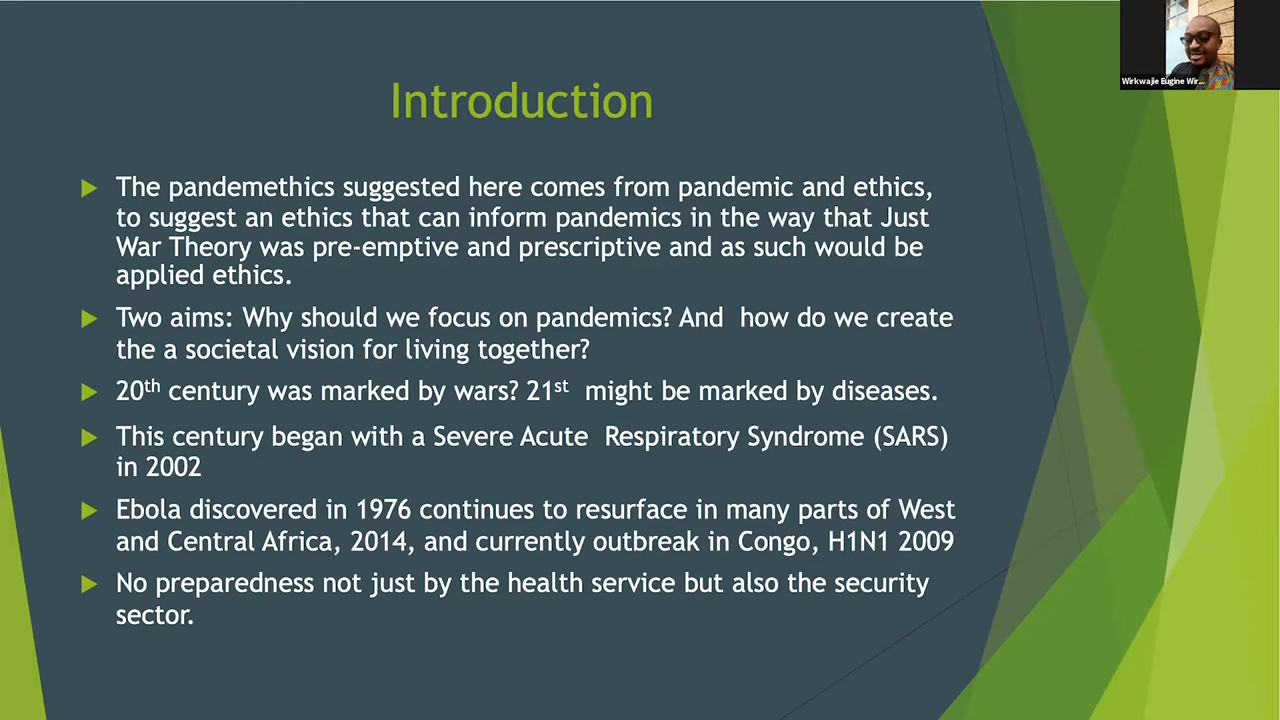 Wirkwajie Eugine Wir...
Introduction
The pandemethics suggested here comes from pandemic and ethics,
to suggest an ethics that can inform pandemics in the way that Just
War Theory was pre-emptive and prescriptive and as such would be
applied ethics.
Two aims: Why should we focus on pandemics? And how do we create
the a societal vision for living together?
20th century was marked by wars? 21st might be marked by diseases.
This century began with a Severe Acute Respiratory Syndrome (SARS)
in 2002
Ebola discovered in 1976 continues to resurface in many parts of West
and Central Africa, 2014, and currently outbreak in Congo, H1N1 2009
No preparedness not just by the health service but also the security
sector.